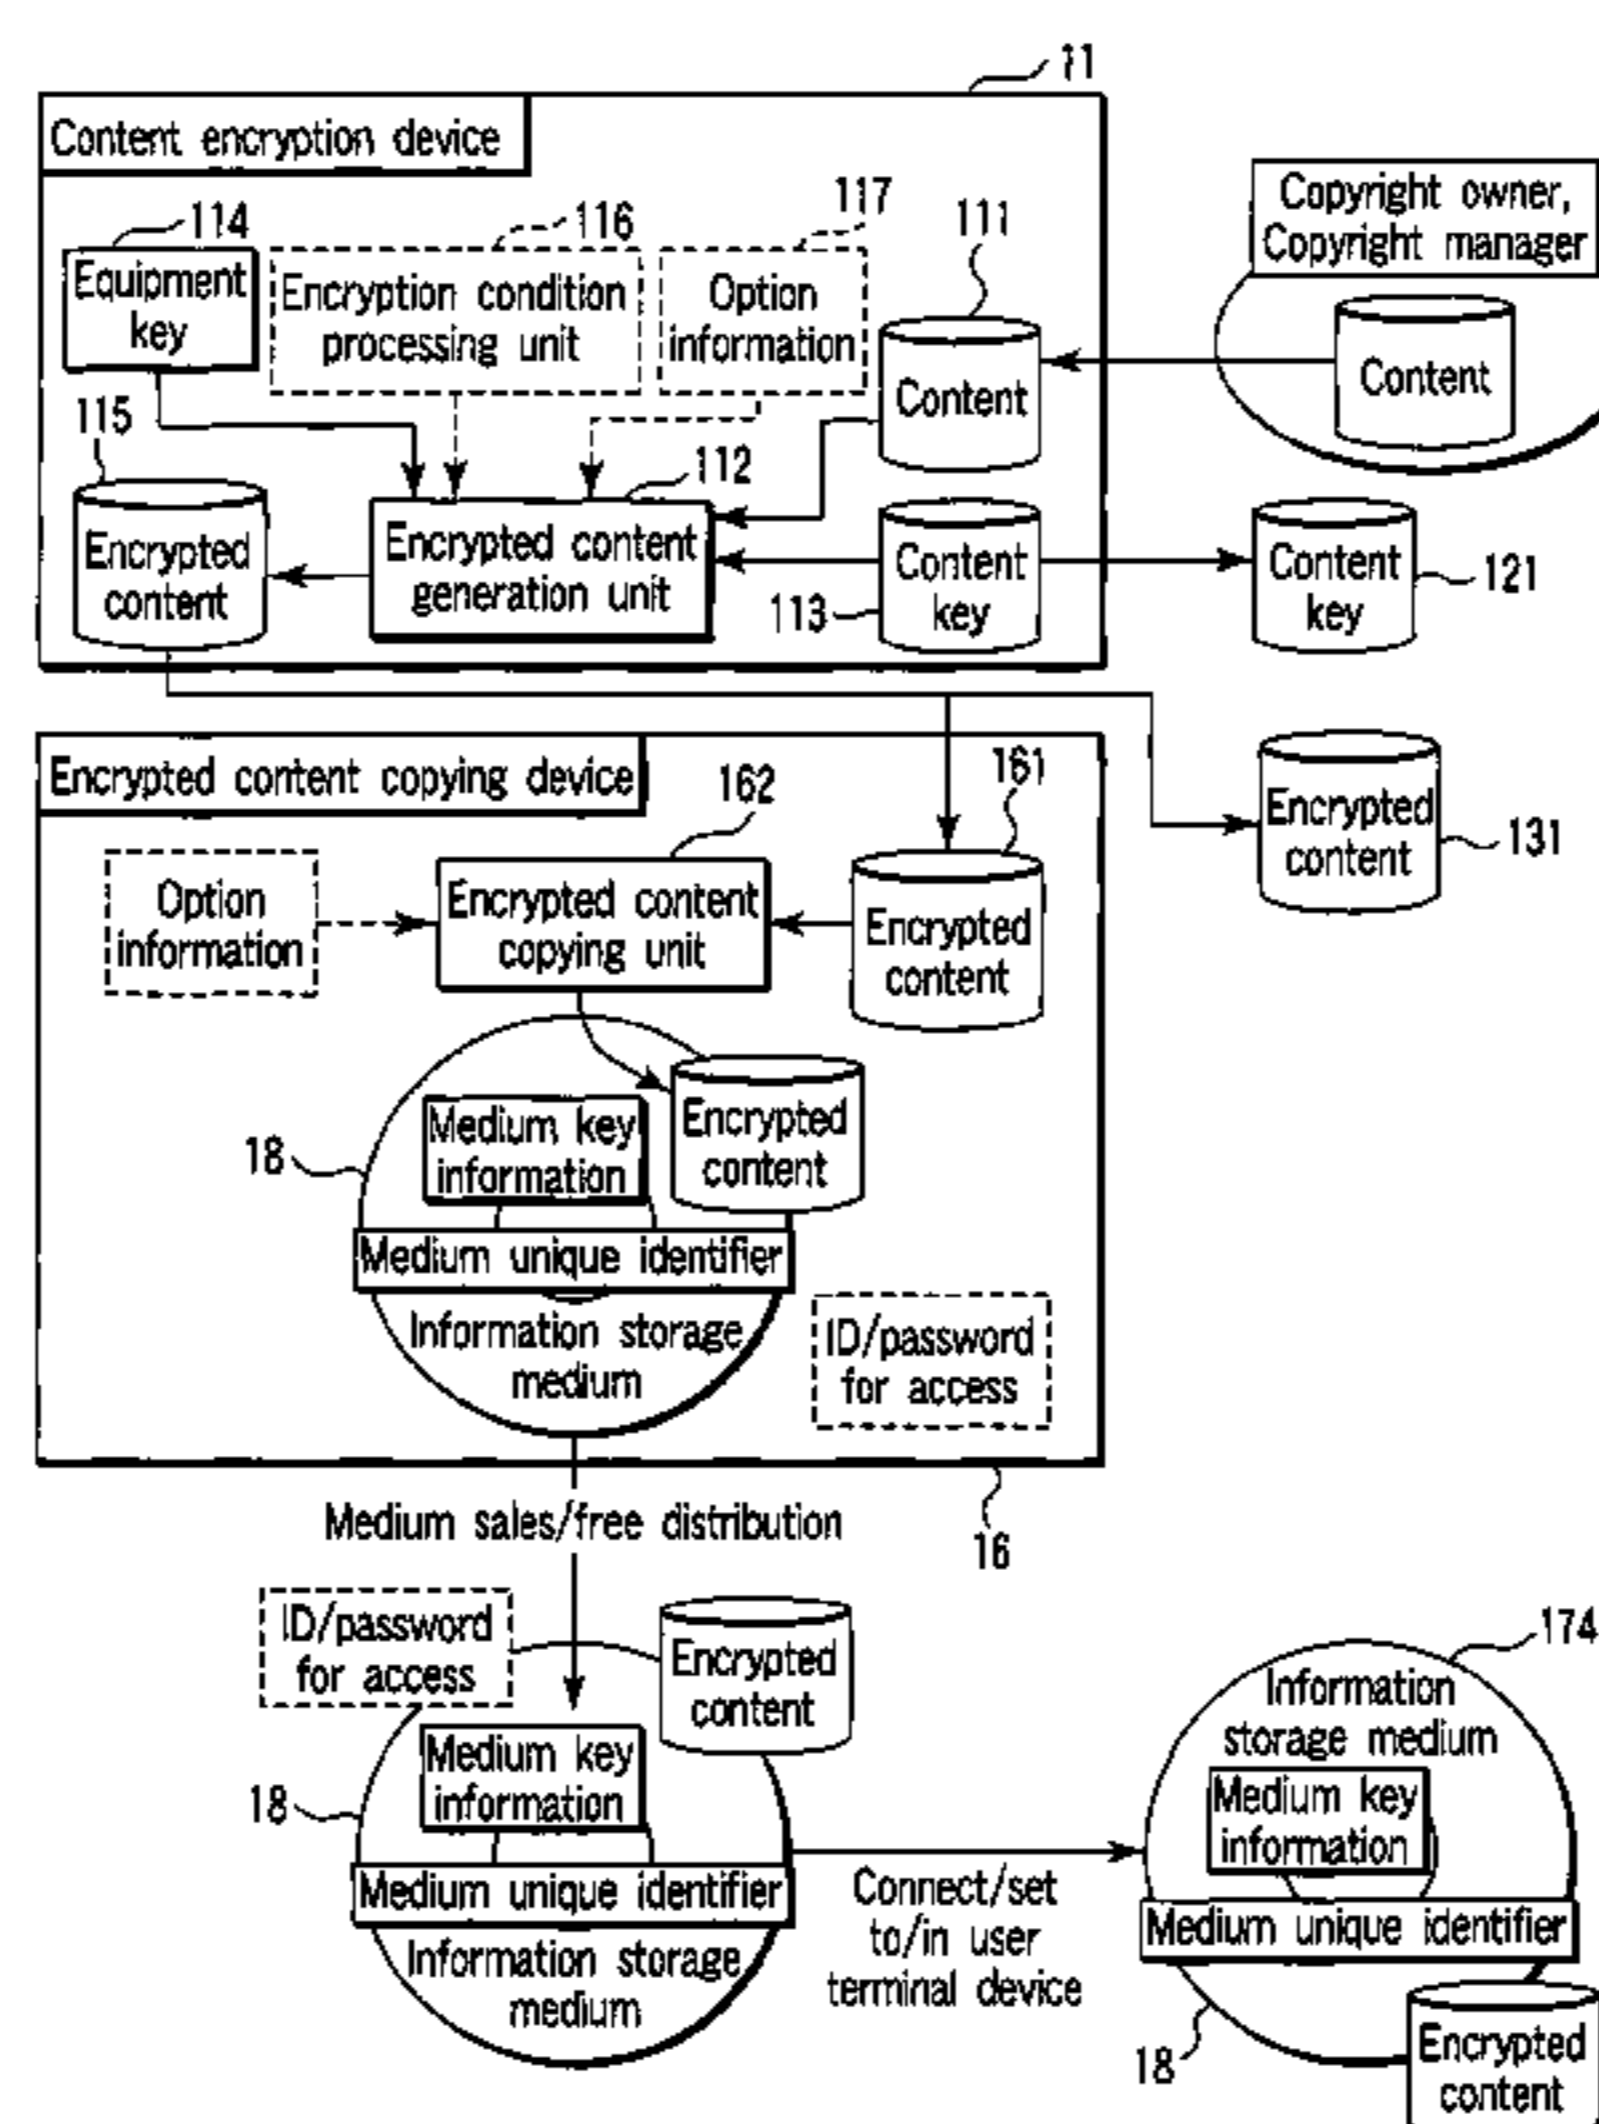 11
Content encryption device
Copyright owner,
Copyright manager
114
116
117
111
Equipment
key
Encryption condition
processing unit
Option
information
Content
Content
115
112
Encrypted
content
Encrypted content
generation unit
Content
key
113
Content
key
121
Encrypted content copying device
162
161
Encrypted
content
131
Option
information
Encrypted content
copying unit
Encrypted
content
18
Medium key
information
Encrypted
content
Medium unique identifier
Information storage
medium
ID/password
for access
Medium sales/free distribution
16
ID/password
for access
Encrypted
content
174
Information
storage medium
18
Medium key
information
Medium key
information
Medium unique identifier
Connect/set
to/in user
terminal device
Medium unique identifier
Information storage
medium
18
Encrypted
content